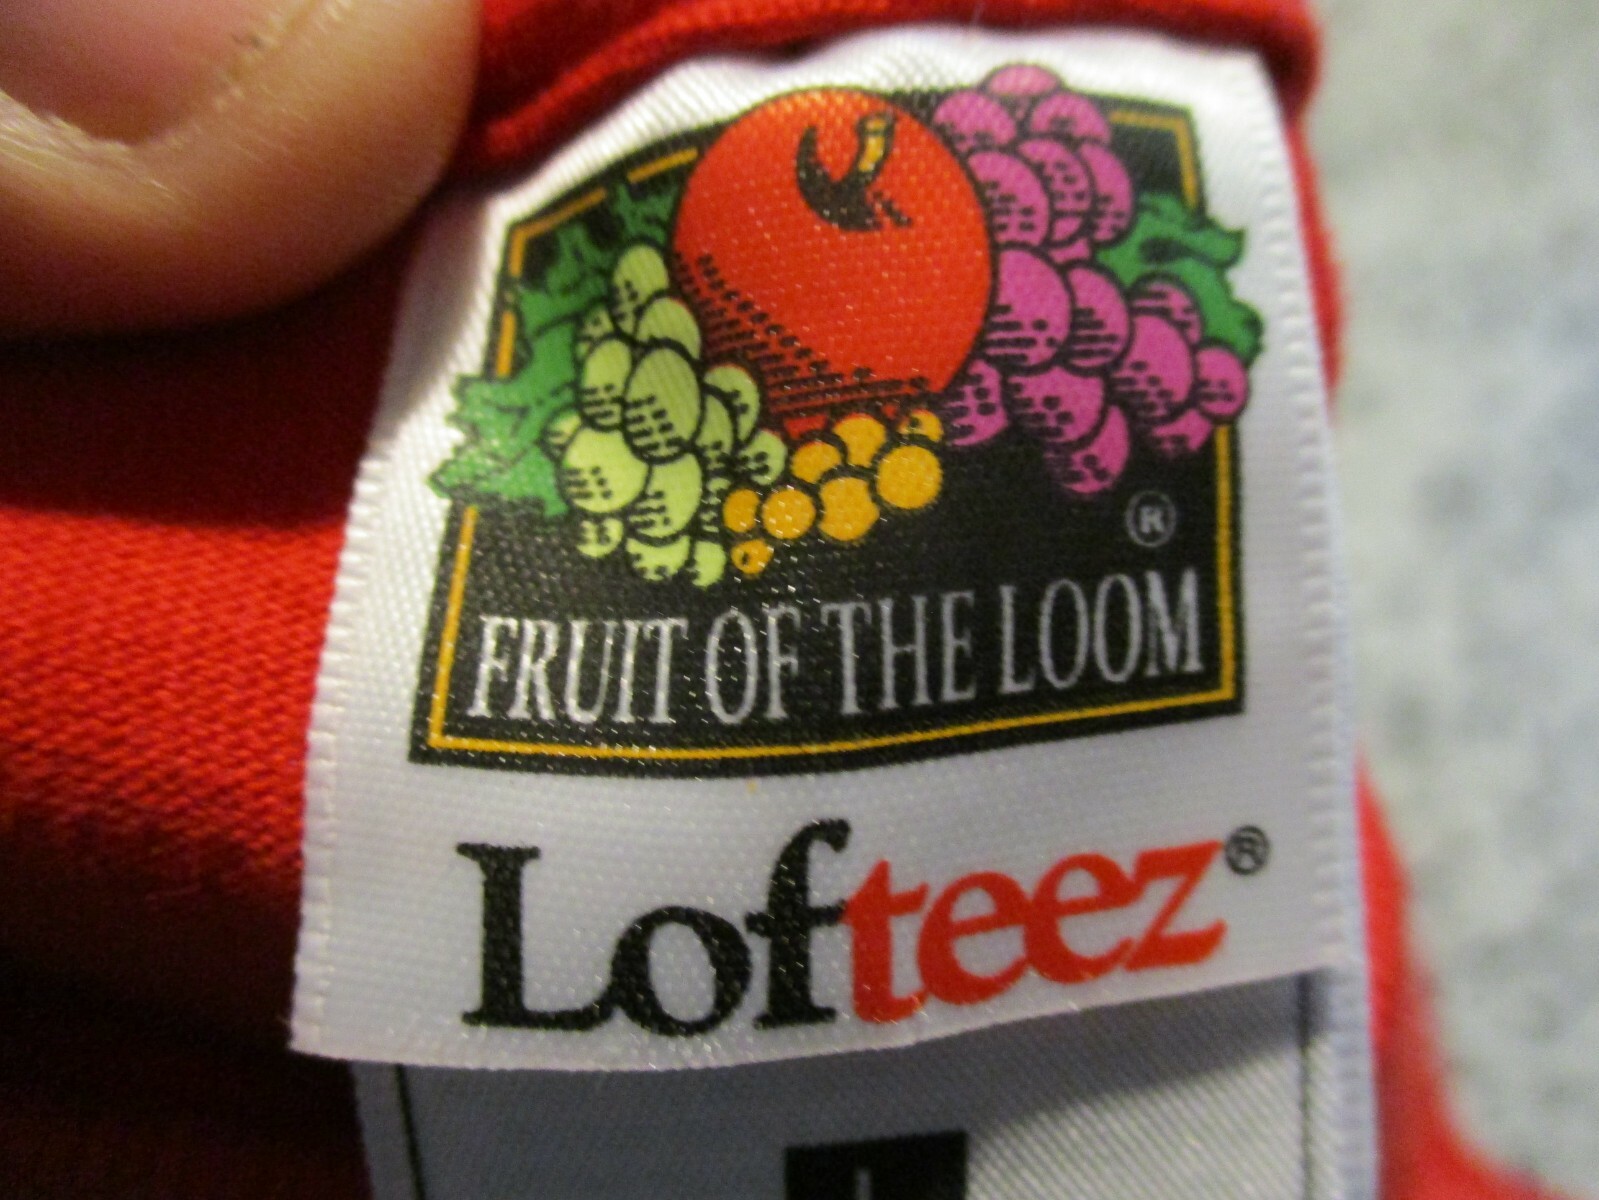 ®
FRUIT OF THE LOOM
Lofteez®